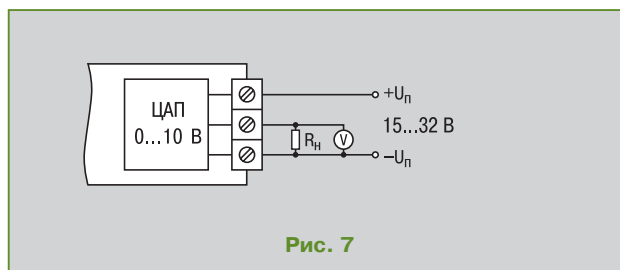 ЦАП
0...10 В
+Uп
Rн
V
15...32 В
–Uп
Рис. 7